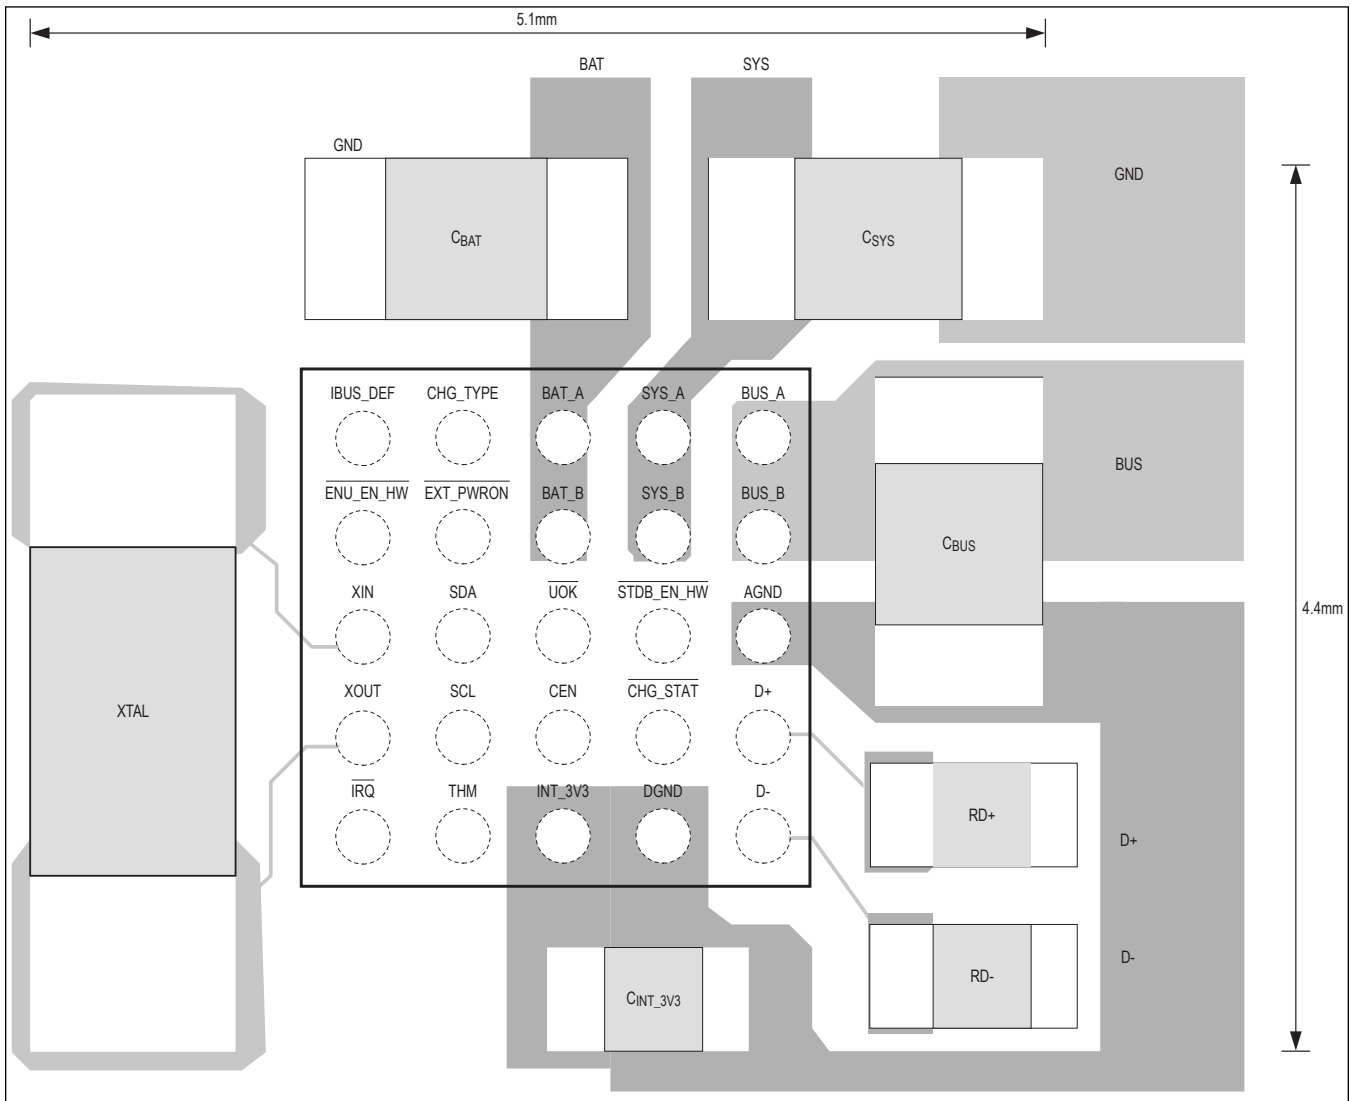 5.1mm
BAT SYS
GND
GND
CBAT
CSYS
IBUS_DEF CHG_TYPE BAT_A SYS_A BUS_A
BUS
ENU_EN_HW EXT_PWRON BAT_B SYS_B BUS_B
CBUS
XIN SDA UOK STDB_EN_HW AGND
4.4mm
XOUT SCL CEN CHG_STAT D+
XTAL
IRQ THM INT_3V3 DGND D-
RD+
D+
D-
RD-
CINT_3V3